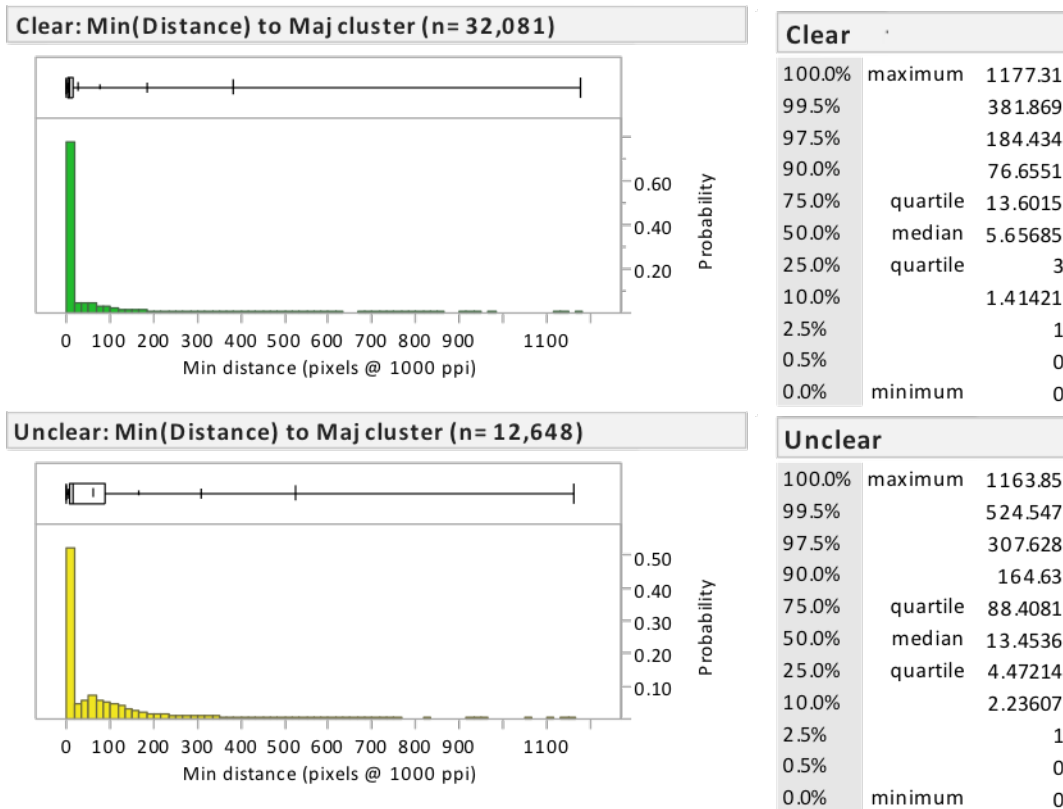 Clear: Min(Distance) to Maj cluster (n= 32,081)
0.60
0.40
0.20
Probability
0 100 200 300 400 500 600 700 800 900 1100
Min distance (pixels @ 1000 ppi)
Clear
100.0% maximum 1177.31
99.5% 381.869
97.5% 184.434
90.0% 76.6551
75.0% quartile 13.6015
50.0% median 5.65685
25.0% quartile 3
10.0% 1.41421
2.5% 1
0.5% 0
0.0% minimum 0
Unclear: Min(Distance) to Maj cluster (n= 12,648)
0.50
0.40
0.30
0.20
0.10
Probability
0 100 200 300 400 500 600 700 800 900 1100
Min distance (pixels @ 1000 ppi)
Unclear
100.0% maximum 1163.85
99.5% 524.547
97.5% 307.628
90.0% 164.63
75.0% quartile 88.4081
50.0% median 13.4536
25.0% quartile 4.47214
10.0% 2.23607
2.5% 1
0.5% 0
0.0% minimum 0